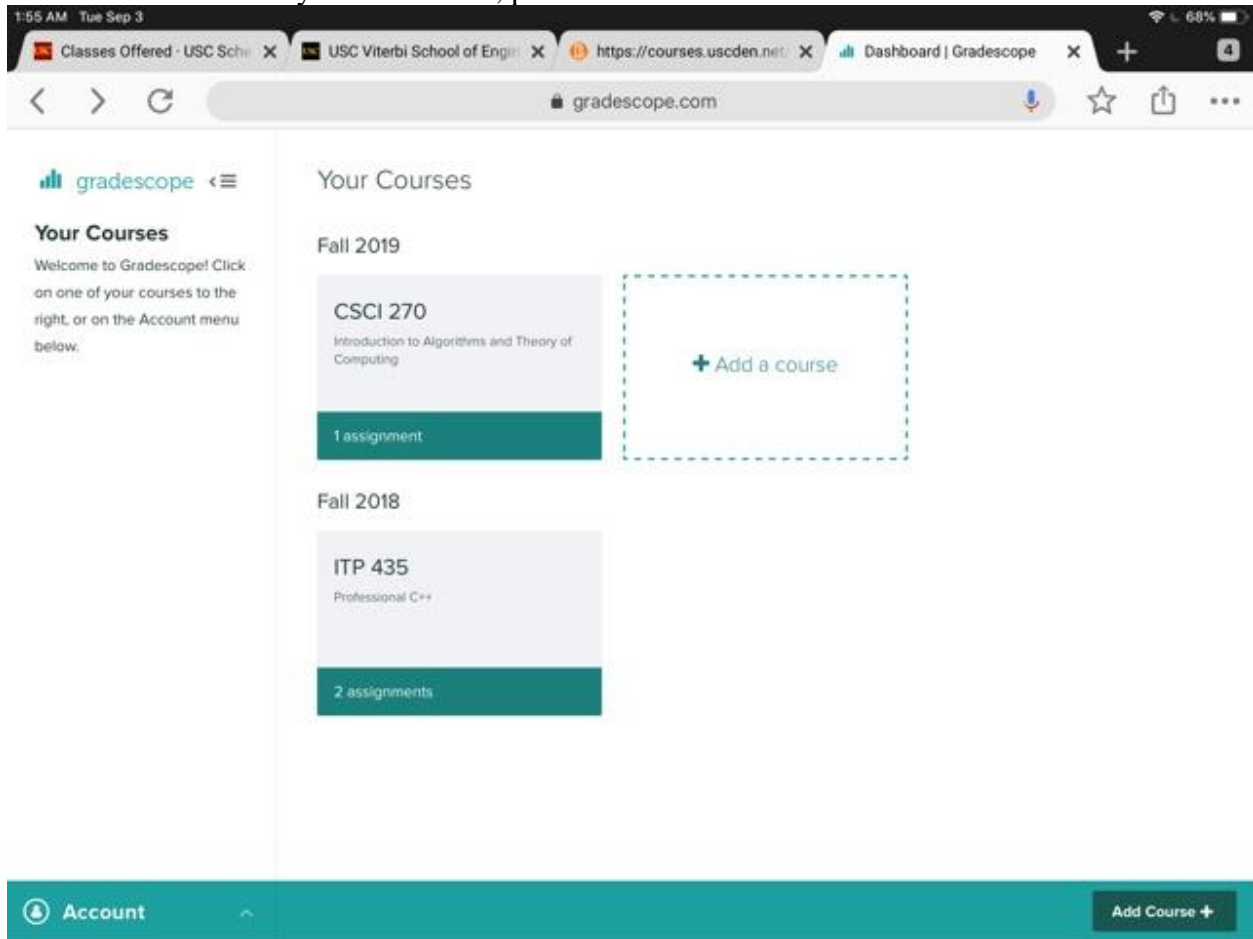 1:55 AM Tue Sep 3
68%
Classes Offered · USC Sch
USC Viterbi School of Engi
https://courses.uscden.net/
Dashboard | Gradescope
4
gradescope.com
gradescope
Your Courses
Welcome to Gradescope! Click
on one of your courses to the
right, or on the Account menu
below.
Your Courses
Fall 2019
CSCI 270
Introduction to Algorithms and Theory of
Computing
1 assignment
+ Add a course
Fall 2018
ITP 435
Professional C++
2 assignments
Account
Add Course +